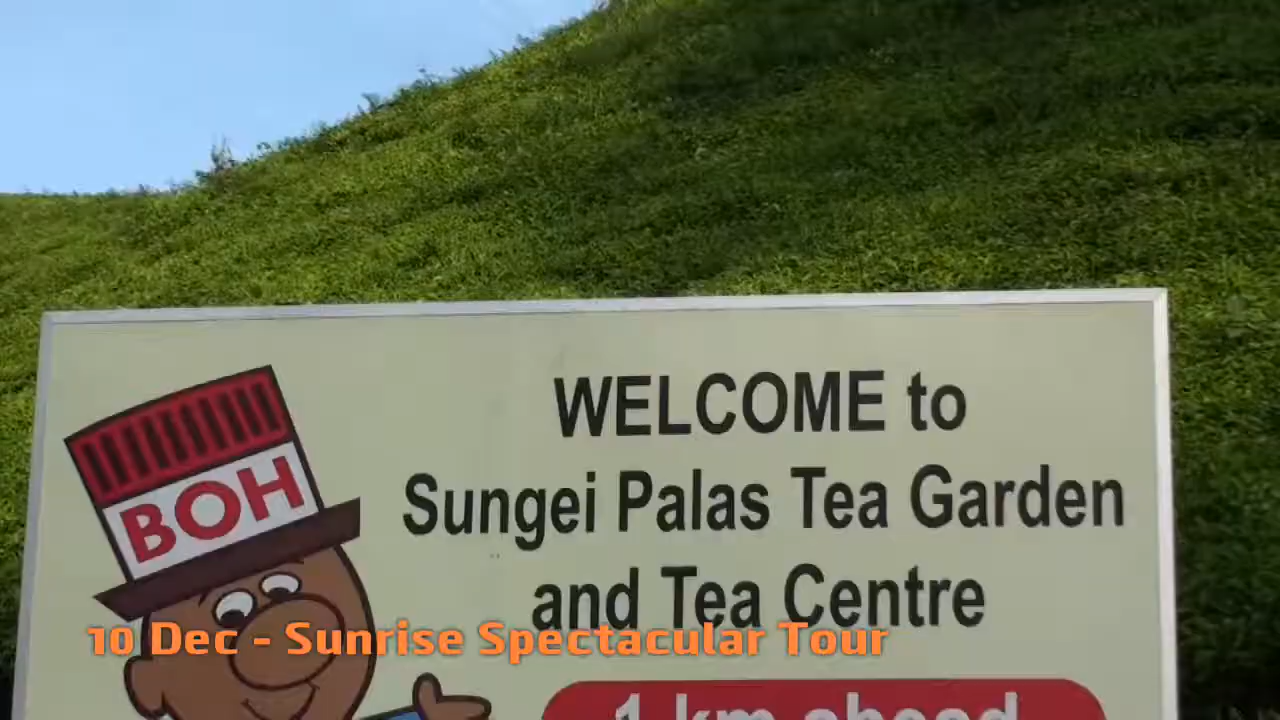 BOH
WELCOME to
Sungei Palas Tea Garden
and Tea Centre
10 Dec - Sunrise Spectacular Tour
1 km ahead